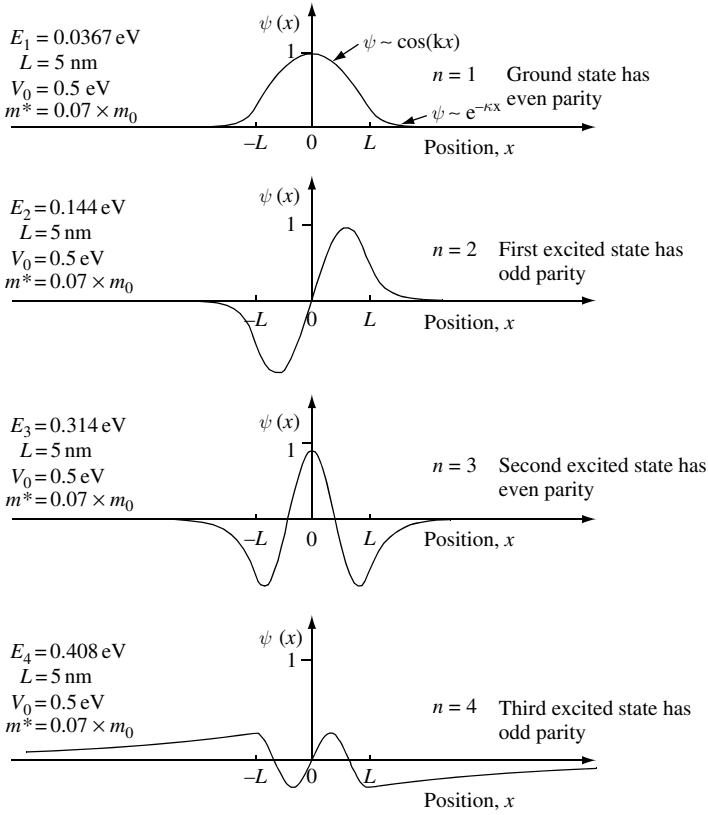 ψ (x)
E₁ = 0.0367 eV
L = 5 nm
V₀ = 0.5 eV
m* = 0.07 × m₀
1
ψ ~ cos(kx)
n = 1 Ground state has
even parity
ψ ~ e^−κx
–L 0 L Position, x
ψ (x)
E₂ = 0.144 eV
L = 5 nm
V₀ = 0.5 eV
m* = 0.07 × m₀
1
n = 2 First excited state has
odd parity
–L 0 L Position, x
ψ (x)
E₃ = 0.314 eV
L = 5 nm
V₀ = 0.5 eV
m* = 0.07 × m₀
1
n = 3 Second excited state has
even parity
–L 0 L Position, x
ψ (x)
E₄ = 0.408 eV
L = 5 nm
V₀ = 0.5 eV
m* = 0.07 × m₀
1
n = 4 Third excited state has
odd parity
–L 0 L
Position, x